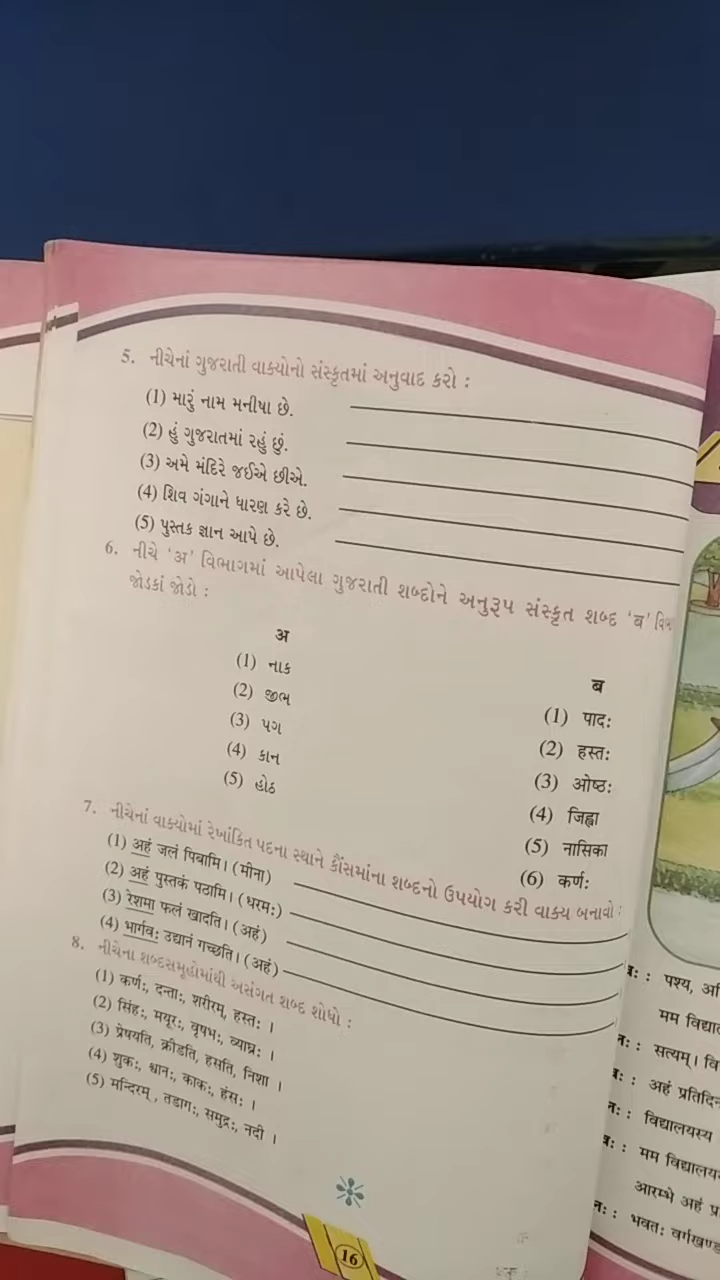 5. નીચેનાં ગુજરાતી વાક્યોનો સંસ્કૃતમાં અનુવાદ કરો :
(1) મારું નામ મનીષા છે.
(2) હું ગુજરાતમાં રહું છું.
(3) અમે મંદિરે જઈએ છીએ.
(4) શિવ ગંગાને ધારણ કરે છે.
(5) પુસ્તક જ્ઞાન આપે છે.
6. નીચે 'अ' વિભાગમાં આપેલા ગુજરાતી શબ્દોને અનુરૂપ સંસ્કૃત શબ્દ 'ब'
જોડકાં જોડો :
अ
(1) નાક
(2) જીભ
(3) પગ
(4) કાન
(5) હોઠ
ब
(1) पादः
(2) हस्तः
(3) ओष्ठः
(4) जिह्वा
(5) नासिका
(6) कर्णः
7. નીચેનાં વાક્યોમાં રેખાંકિત પદના સ્થાને કૌંસમાંના શબ્દનો ઉપયોગ કરી વાક્ય બનાવો :
(1) अहं जलं पिबामि। (मीना)
(2) अहं पुस्तकं पठामि। (धरमः)
(3) रेशमा फलं खादति। (अहं)
(4) भार्गवः उद्यानं गच्छति। (अहं)
8. નીચેના શબ્દસમૂહોમાંથી અસંગત શબ્દ શોધો :
(1) कर्णः, दन्ताः, शरीरम्, हस्तः ।
(2) सिंहः, मयूरः, वृषभः, व्याघ्रः ।
(3) प्रेषयति, क्रीडति, हसति, निशा ।
(4) शुकः, श्वानः, काकः, हंसः ।
(5) मन्दिरम्, तडागः, समुद्रः, नदी ।
16
: पश्य,
मम
: सत्यम्।
: अहं
: विद्यालयस्य
: मम
आरम्भे अहं
: भवतः